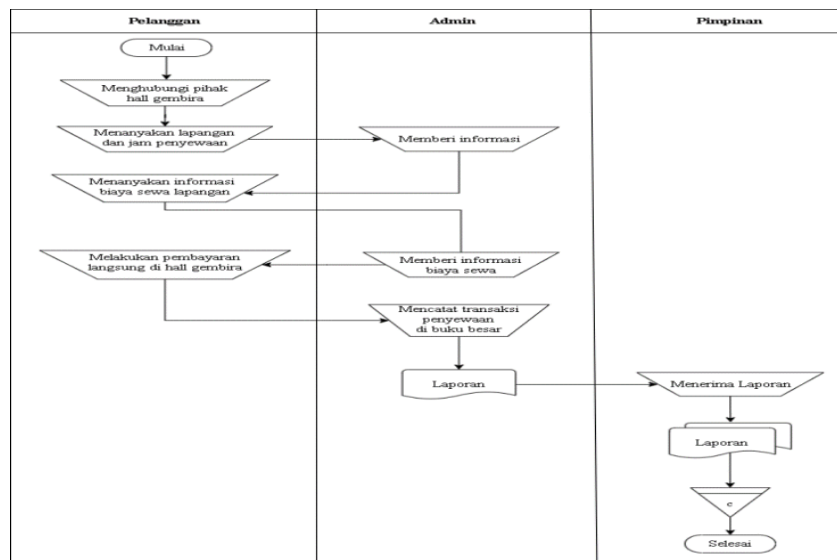 Pelanggan
Admin
Pimpinan
Mulai
Menghubungi pihak
hall gembira
Menanyakan lapangan
dan jam penyewaan
Memberi informasi
Menanyakan informasi
biaya sewa lapangan
Melakukan pembayaran
langsung di hall gembira
Memberi informasi
biaya sewa
Mencatat transaksi
penyewaan
di buku besar
Laporan
Menerima Laporan
Laporan
c
Selesai